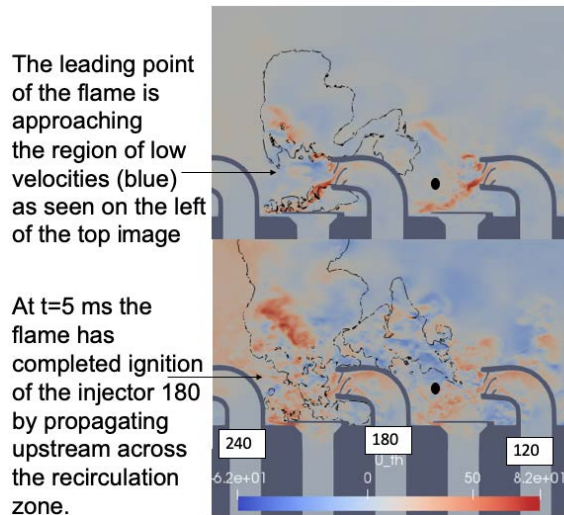 The leading point
of the flame is
approaching
the region of low
velocities (blue)
as seen on the left
of the top image
At t=5 ms the
flame has
completed ignition
of the injector 180
by propagating
upstream across
the recirculation
zone.
240
180
120
U_th
-6.2e+01
0
50
8.2e+01